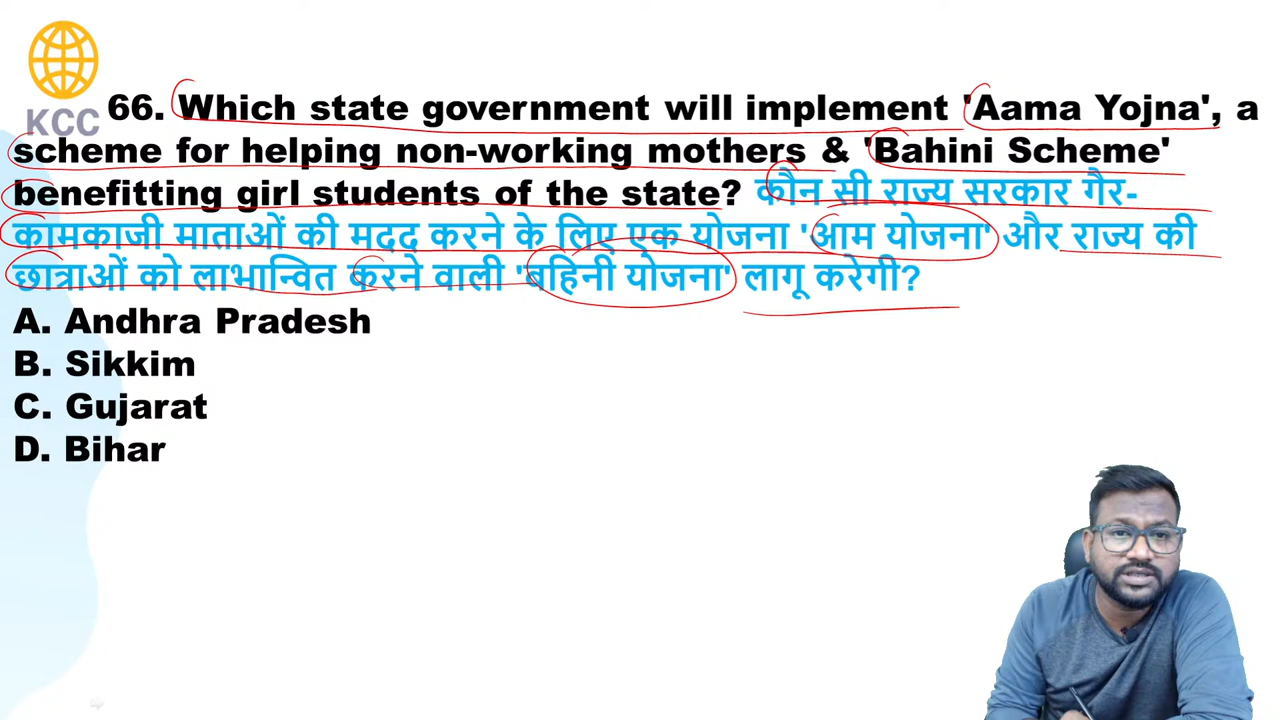 KCC
66. Which state government will implement 'Aama Yojna', a
scheme for helping non-working mothers & 'Bahini Scheme'
benefitting girl students of the state? कौन सी राज्य सरकार गैर-
कामकाजी माताओं की मदद करने के लिए एक योजना 'आम योजना' और राज्य की
छात्राओं को लाभान्वित करने वाली 'बहिनी योजना' लागू करेगी?
A. Andhra Pradesh
B. Sikkim
C. Gujarat
D. Bihar